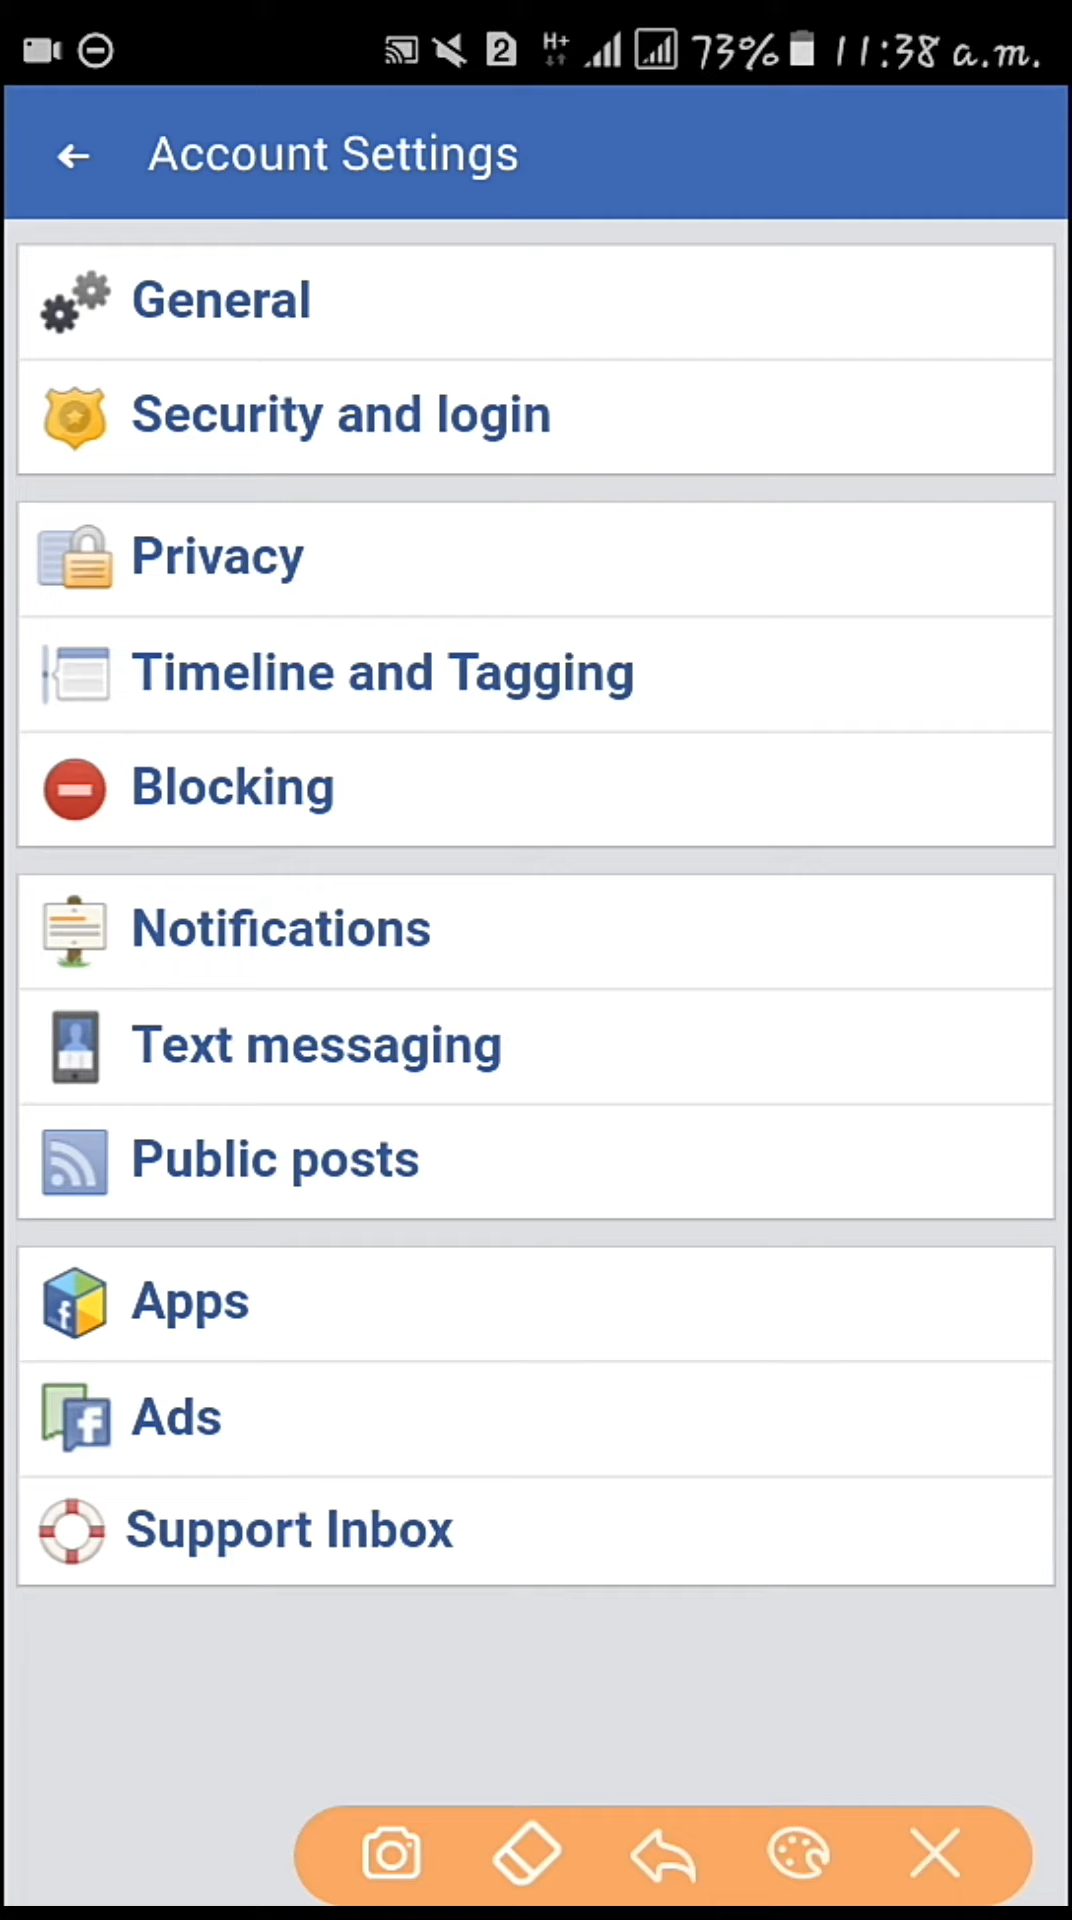 2 H+ 73% 11:38 a.m.
Account Settings
General
Security and login
Privacy
Timeline and Tagging
Blocking
Notifications
Text messaging
Public posts
Apps
Ads
Support Inbox